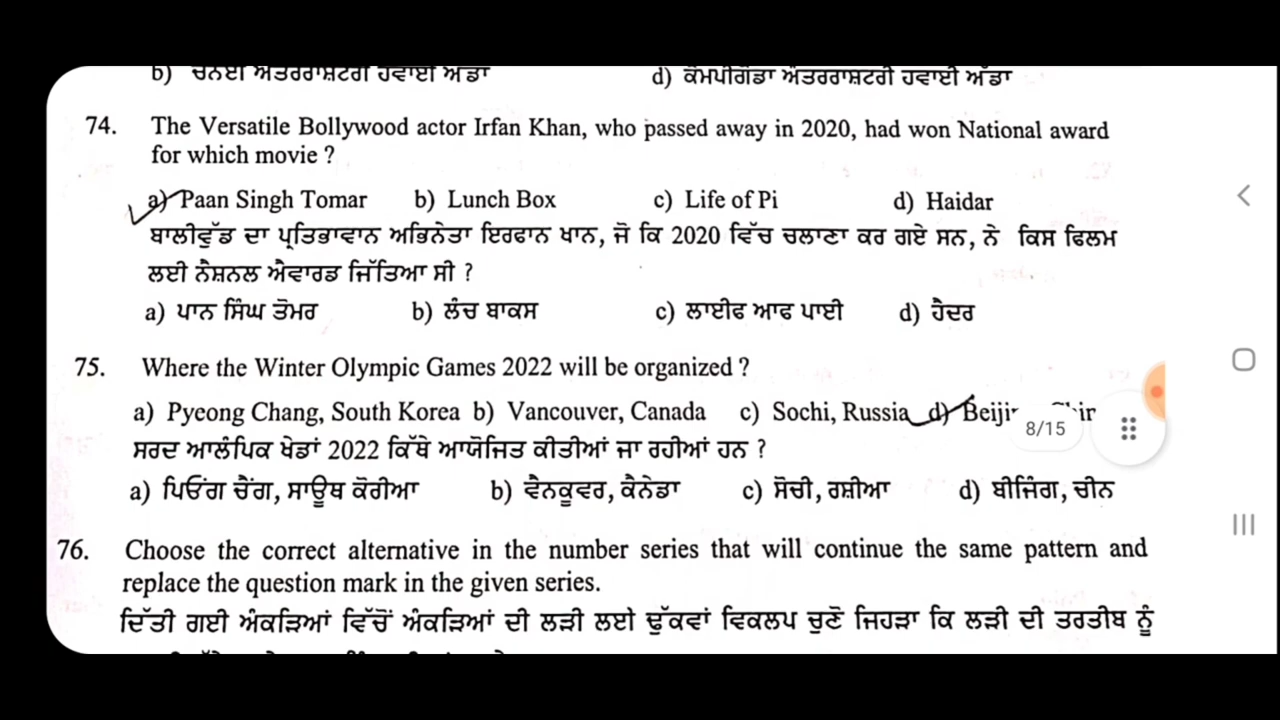 b) ਚੇਨਈ ਅੰਤਰਰਾਸ਼ਟਰੀ ਹਵਾਈ ਅੱਡਾ d) ਕੈਮਪੀਗੌਡਾ ਅੰਤਰਰਾਸ਼ਟਰੀ ਹਵਾਈ ਅੱਡਾ
74. The Versatile Bollywood actor Irfan Khan, who passed away in 2020, had won National award
for which movie ?
a) Paan Singh Tomar b) Lunch Box c) Life of Pi d) Haidar
ਬਾਲੀਵੁੱਡ ਦਾ ਪ੍ਰਤਿਭਾਵਾਨ ਅਭਿਨੇਤਾ ਇਰਫਾਨ ਖਾਨ, ਜੋ ਕਿ 2020 ਵਿੱਚ ਚਲਾਣਾ ਕਰ ਗਏ ਸਨ, ਨੇ ਕਿਸ ਫਿਲਮ
ਲਈ ਨੈਸ਼ਨਲ ਐਵਾਰਡ ਜਿੱਤਿਆ ਸੀ ?
a) ਪਾਨ ਸਿੰਘ ਤੋਮਰ b) ਲੰਚ ਬਾਕਸ c) ਲਾਈਫ ਆਫ ਪਾਈ d) ਹੈਦਰ
75. Where the Winter Olympic Games 2022 will be organized ?
a) Pyeong Chang, South Korea b) Vancouver, Canada c) Sochi, Russia d)
8/15
ਸਰਦ ਆਲੰਪਿਕ ਖੇਡਾਂ 2022 ਕਿੱਥੇ ਆਯੋਜਿਤ ਕੀਤੀਆਂ ਜਾ ਰਹੀਆਂ ਹਨ ?
a) ਪਿਓਂਗ ਚੈਂਗ, ਸਾਊਥ ਕੋਰੀਆ b) ਵੈਨਕੂਵਰ, ਕੈਨੇਡਾ c) ਸੋਚੀ, ਰਸ਼ੀਆ d) ਬੀਜਿੰਗ, ਚੀਨ
76. Choose the correct alternative in the number series that will continue the same pattern and
replace the question mark in the given series.
ਦਿੱਤੀ ਗਈ ਅੰਕੜਿਆਂ ਵਿੱਚੋਂ ਅੰਕੜਿਆਂ ਦੀ ਲੜੀ ਲਈ ਢੁੱਕਵਾਂ ਵਿਕਲਪ ਚੁਣੋ ਜਿਹੜਾ ਕਿ ਲੜੀ ਦੀ ਤਰਤੀਬ ਨੂੰ